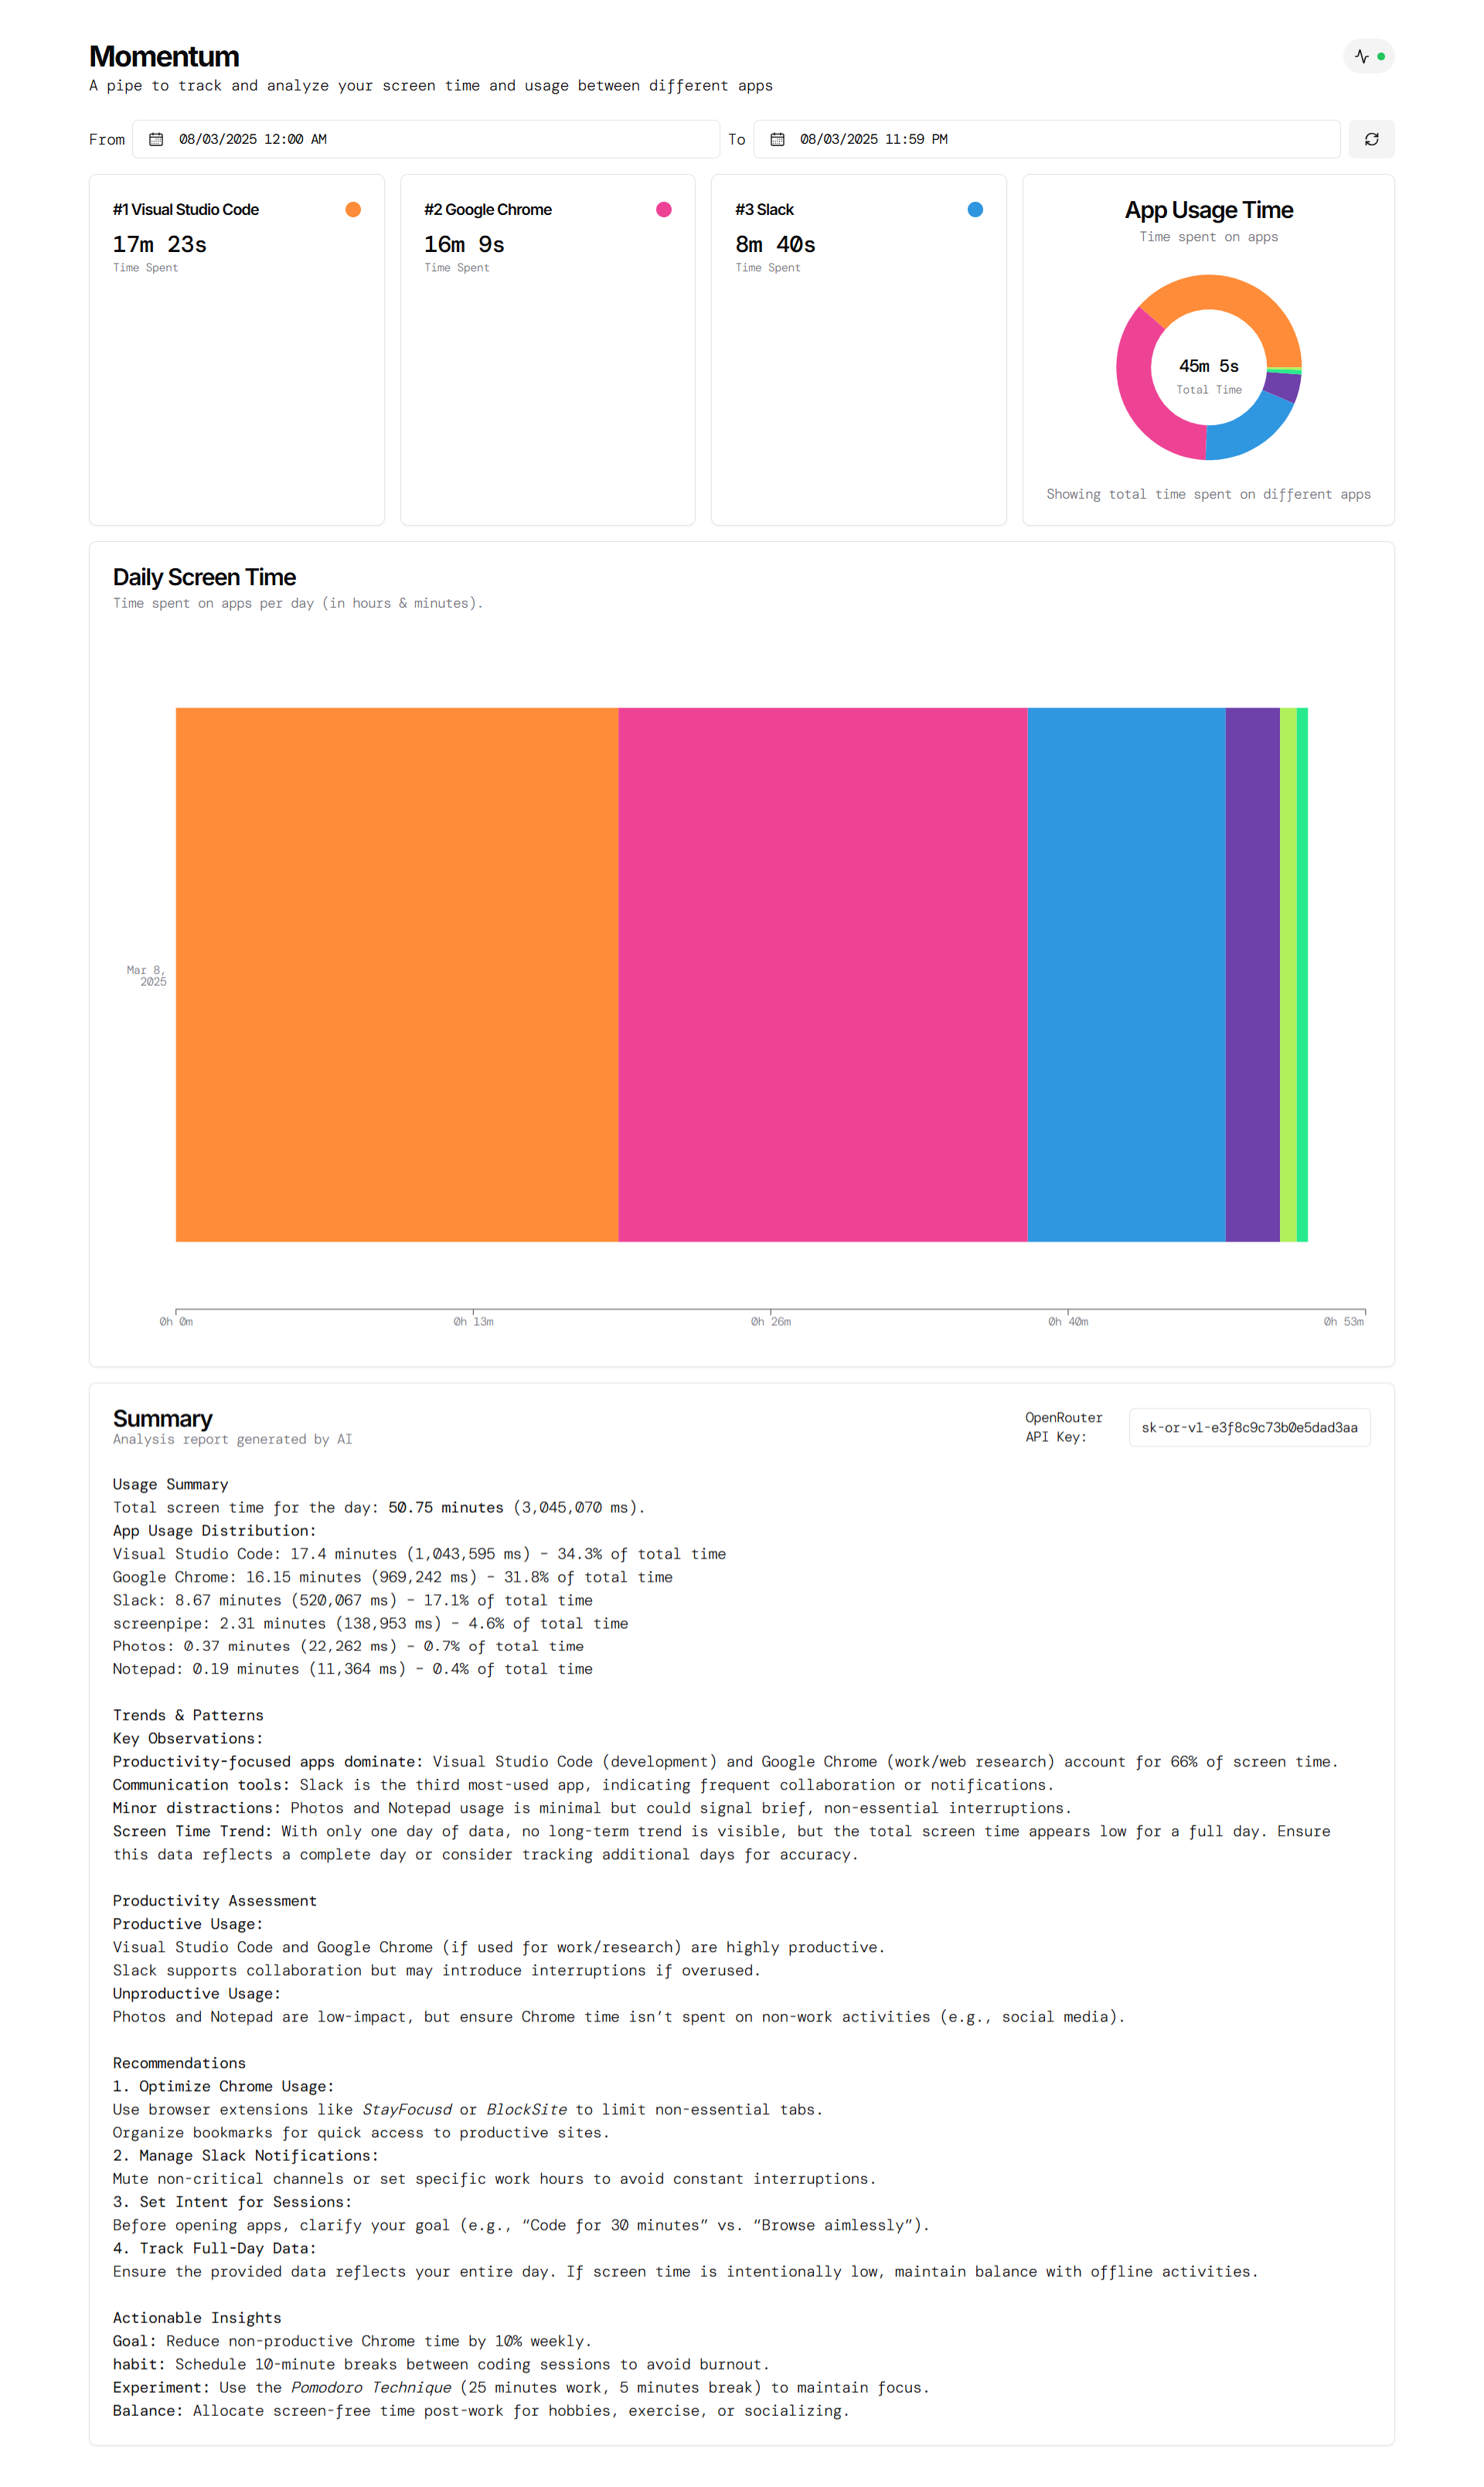 Momentum
A pipe to track and analyze your screen time and usage between different apps
From
08/03/2025 12:00 AM
To
08/03/2025 11:59 PM
#1 Visual Studio Code
17m 23s
Time Spent
#2 Google Chrome
16m 9s
Time Spent
#3 Slack
8m 40s
Time Spent
App Usage Time
Time spent on apps
45m 5s
Total Time
Showing total time spent on different apps
Daily Screen Time
Time spent on apps per day (in hours & minutes).
Mar 8,
2025
0h 0m
0h 13m
0h 26m
0h 40m
0h 53m
Summary
Analysis report generated by AI
OpenRouter
API Key:
sk-or-v1-e3f8c9c73b0e5dad3aa
Usage Summary
Total screen time for the day: 50.75 minutes (3,045,070 ms).
App Usage Distribution:
Visual Studio Code: 17.4 minutes (1,043,595 ms) - 34.3% of total time
Google Chrome: 16.15 minutes (969,242 ms) - 31.8% of total time
Slack: 8.67 minutes (520,067 ms) - 17.1% of total time
screenpipe: 2.31 minutes (138,953 ms) - 4.6% of total time
Photos: 0.37 minutes (22,262 ms) - 0.7% of total time
Notepad: 0.19 minutes (11,364 ms) - 0.4% of total time
Trends & Patterns
Key Observations:
Productivity-focused apps dominate: Visual Studio Code (development) and Google Chrome (work/web research) account for 66% of screen time.
Communication tools: Slack is the third most-used app, indicating frequent collaboration or notifications.
Minor distractions: Photos and Notepad usage is minimal but could signal brief, non-essential interruptions.
Screen Time Trend: With only one day of data, no long-term trend is visible, but the total screen time appears low for a full day. Ensure
this data reflects a complete day or consider tracking additional days for accuracy.
Productivity Assessment
Productive Usage:
Visual Studio Code and Google Chrome (if used for work/research) are highly productive.
Slack supports collaboration but may introduce interruptions if overused.
Unproductive Usage:
Photos and Notepad are low-impact, but ensure Chrome time isn't spent on non-work activities (e.g., social media).
Recommendations
1. Optimize Chrome Usage:
Use browser extensions like StayFocusd or BlockSite to limit non-essential tabs.
Organize bookmarks for quick access to productive sites.
2. Manage Slack Notifications:
Mute non-critical channels or set specific work hours to avoid constant interruptions.
3. Set Intent for Sessions:
Before opening apps, clarify your goal (e.g., “Code for 30 minutes” vs. “Browse aimlessly”).
4. Track Full-Day Data:
Ensure the provided data reflects your entire day. If screen time is intentionally low, maintain balance with offline activities.
Actionable Insights
Goal: Reduce non-productive Chrome time by 10% weekly.
habit: Schedule 10-minute breaks between coding sessions to avoid burnout.
Experiment: Use the Pomodoro Technique (25 minutes work, 5 minutes break) to maintain focus.
Balance: Allocate screen-free time post-work for hobbies, exercise, or socializing.